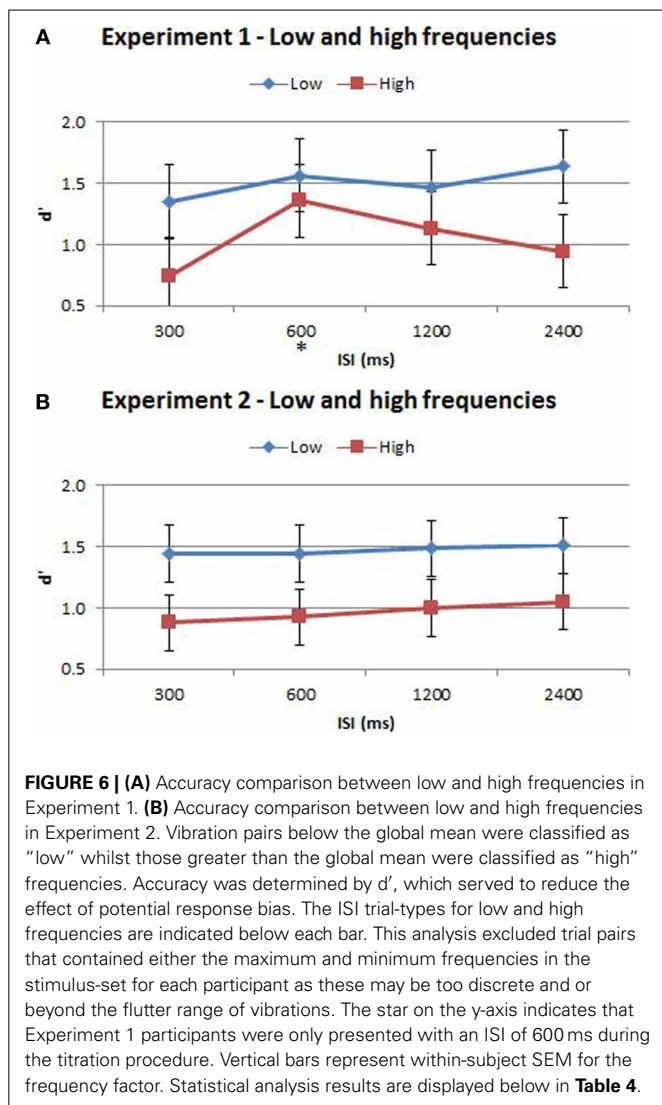 A Experiment 1 - Low and high frequencies
Low High
2.0
1.5
1.0
0.5
d'
300 600 1200 2400
*
ISI (ms)
B Experiment 2 - Low and high frequencies
Low High
2.0
1.5
1.0
0.5
d'
300 600 1200 2400
ISI (ms)
FIGURE 6 | (A) Accuracy comparison between low and high frequencies in
Experiment 1. (B) Accuracy comparison between low and high frequencies
in Experiment 2. Vibration pairs below the global mean were classified as
“low” whilst those greater than the global mean were classified as “high”
frequencies. Accuracy was determined by d′, which served to reduce the
effect of potential response bias. The ISI trial-types for low and high
frequencies are indicated below each bar. This analysis excluded trial pairs
that contained either the maximum and minimum frequencies in the
stimulus-set for each participant as these may be too discrete and or
beyond the flutter range of vibrations. The star on the y-axis indicates that
Experiment 1 participants were only presented with an ISI of 600 ms during
the titration procedure. Vertical bars represent within-subject SEM for the
frequency factor. Statistical analysis results are displayed below in Table 4.